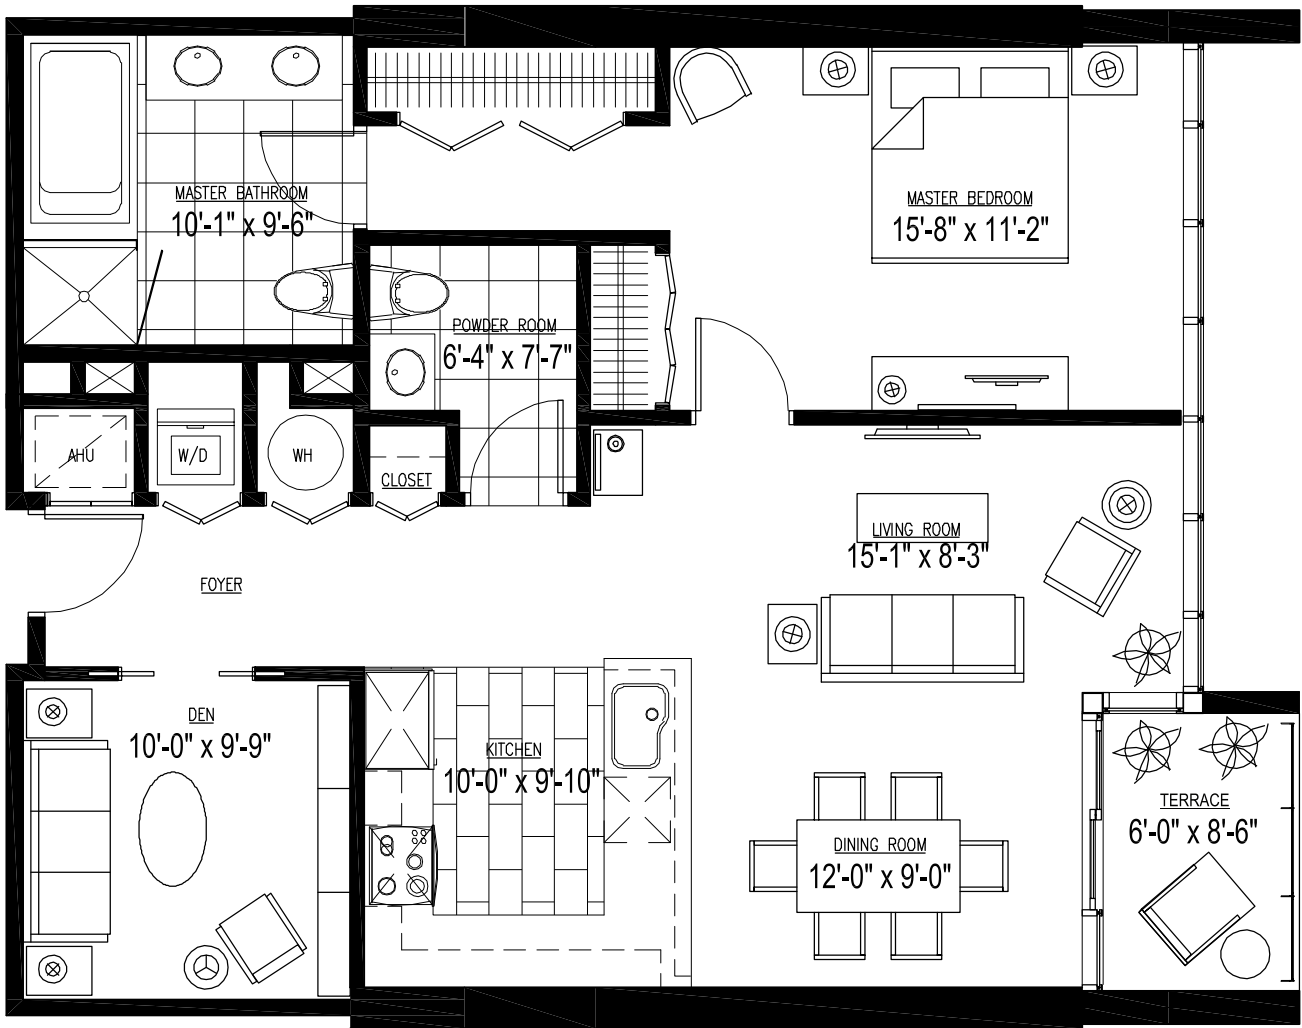 MASTER BATHROOM
10'-1" x 9'-6"
MASTER BEDROOM
15'-8" x 11'-2"
POWDER ROOM
6'-4" x 7'-7"
AHU
W/D
WH
CLOSET
LIVING ROOM
15'-1" x 8'-3"
FOYER
DEN
10'-0" x 9'-9"
KITCHEN
10'-0" x 9'-10"
DINING ROOM
12'-0" x 9'-0"
TERRACE
6'-0" x 8'-6"